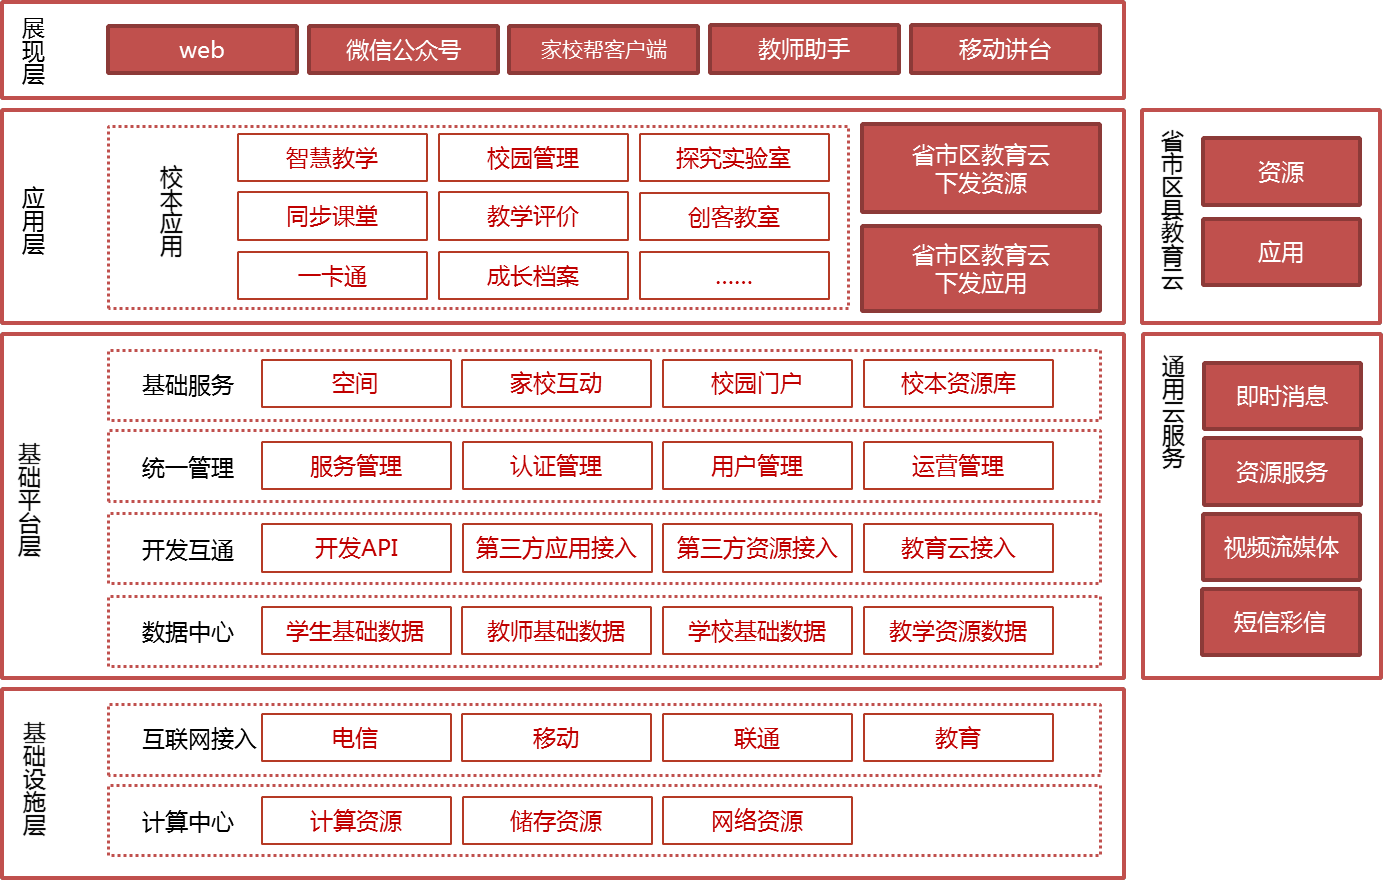 展现层
web
微信公众号
家校帮客户端
教师助手
移动讲台
应用层
校本应用
智慧教学
校园管理
探究实验室
同步课堂
教学评价
创客教室
一卡通
成长档案
......
省市区教育云
下发资源
省市区教育云
下发应用
省市区县教育云
资源
应用
基础平台层
基础服务
空间
家校互动
校园门户
校本资源库
统一管理
服务管理
认证管理
用户管理
运营管理
开发互通
开发API
第三方应用接入
第三方资源接入
教育云接入
数据中心
学生基础数据
教师基础数据
学校基础数据
教学资源数据
通用云服务
即时消息
资源服务
视频流媒体
短信彩信
基础设施层
互联网接入
电信
移动
联通
教育
计算中心
计算资源
储存资源
网络资源